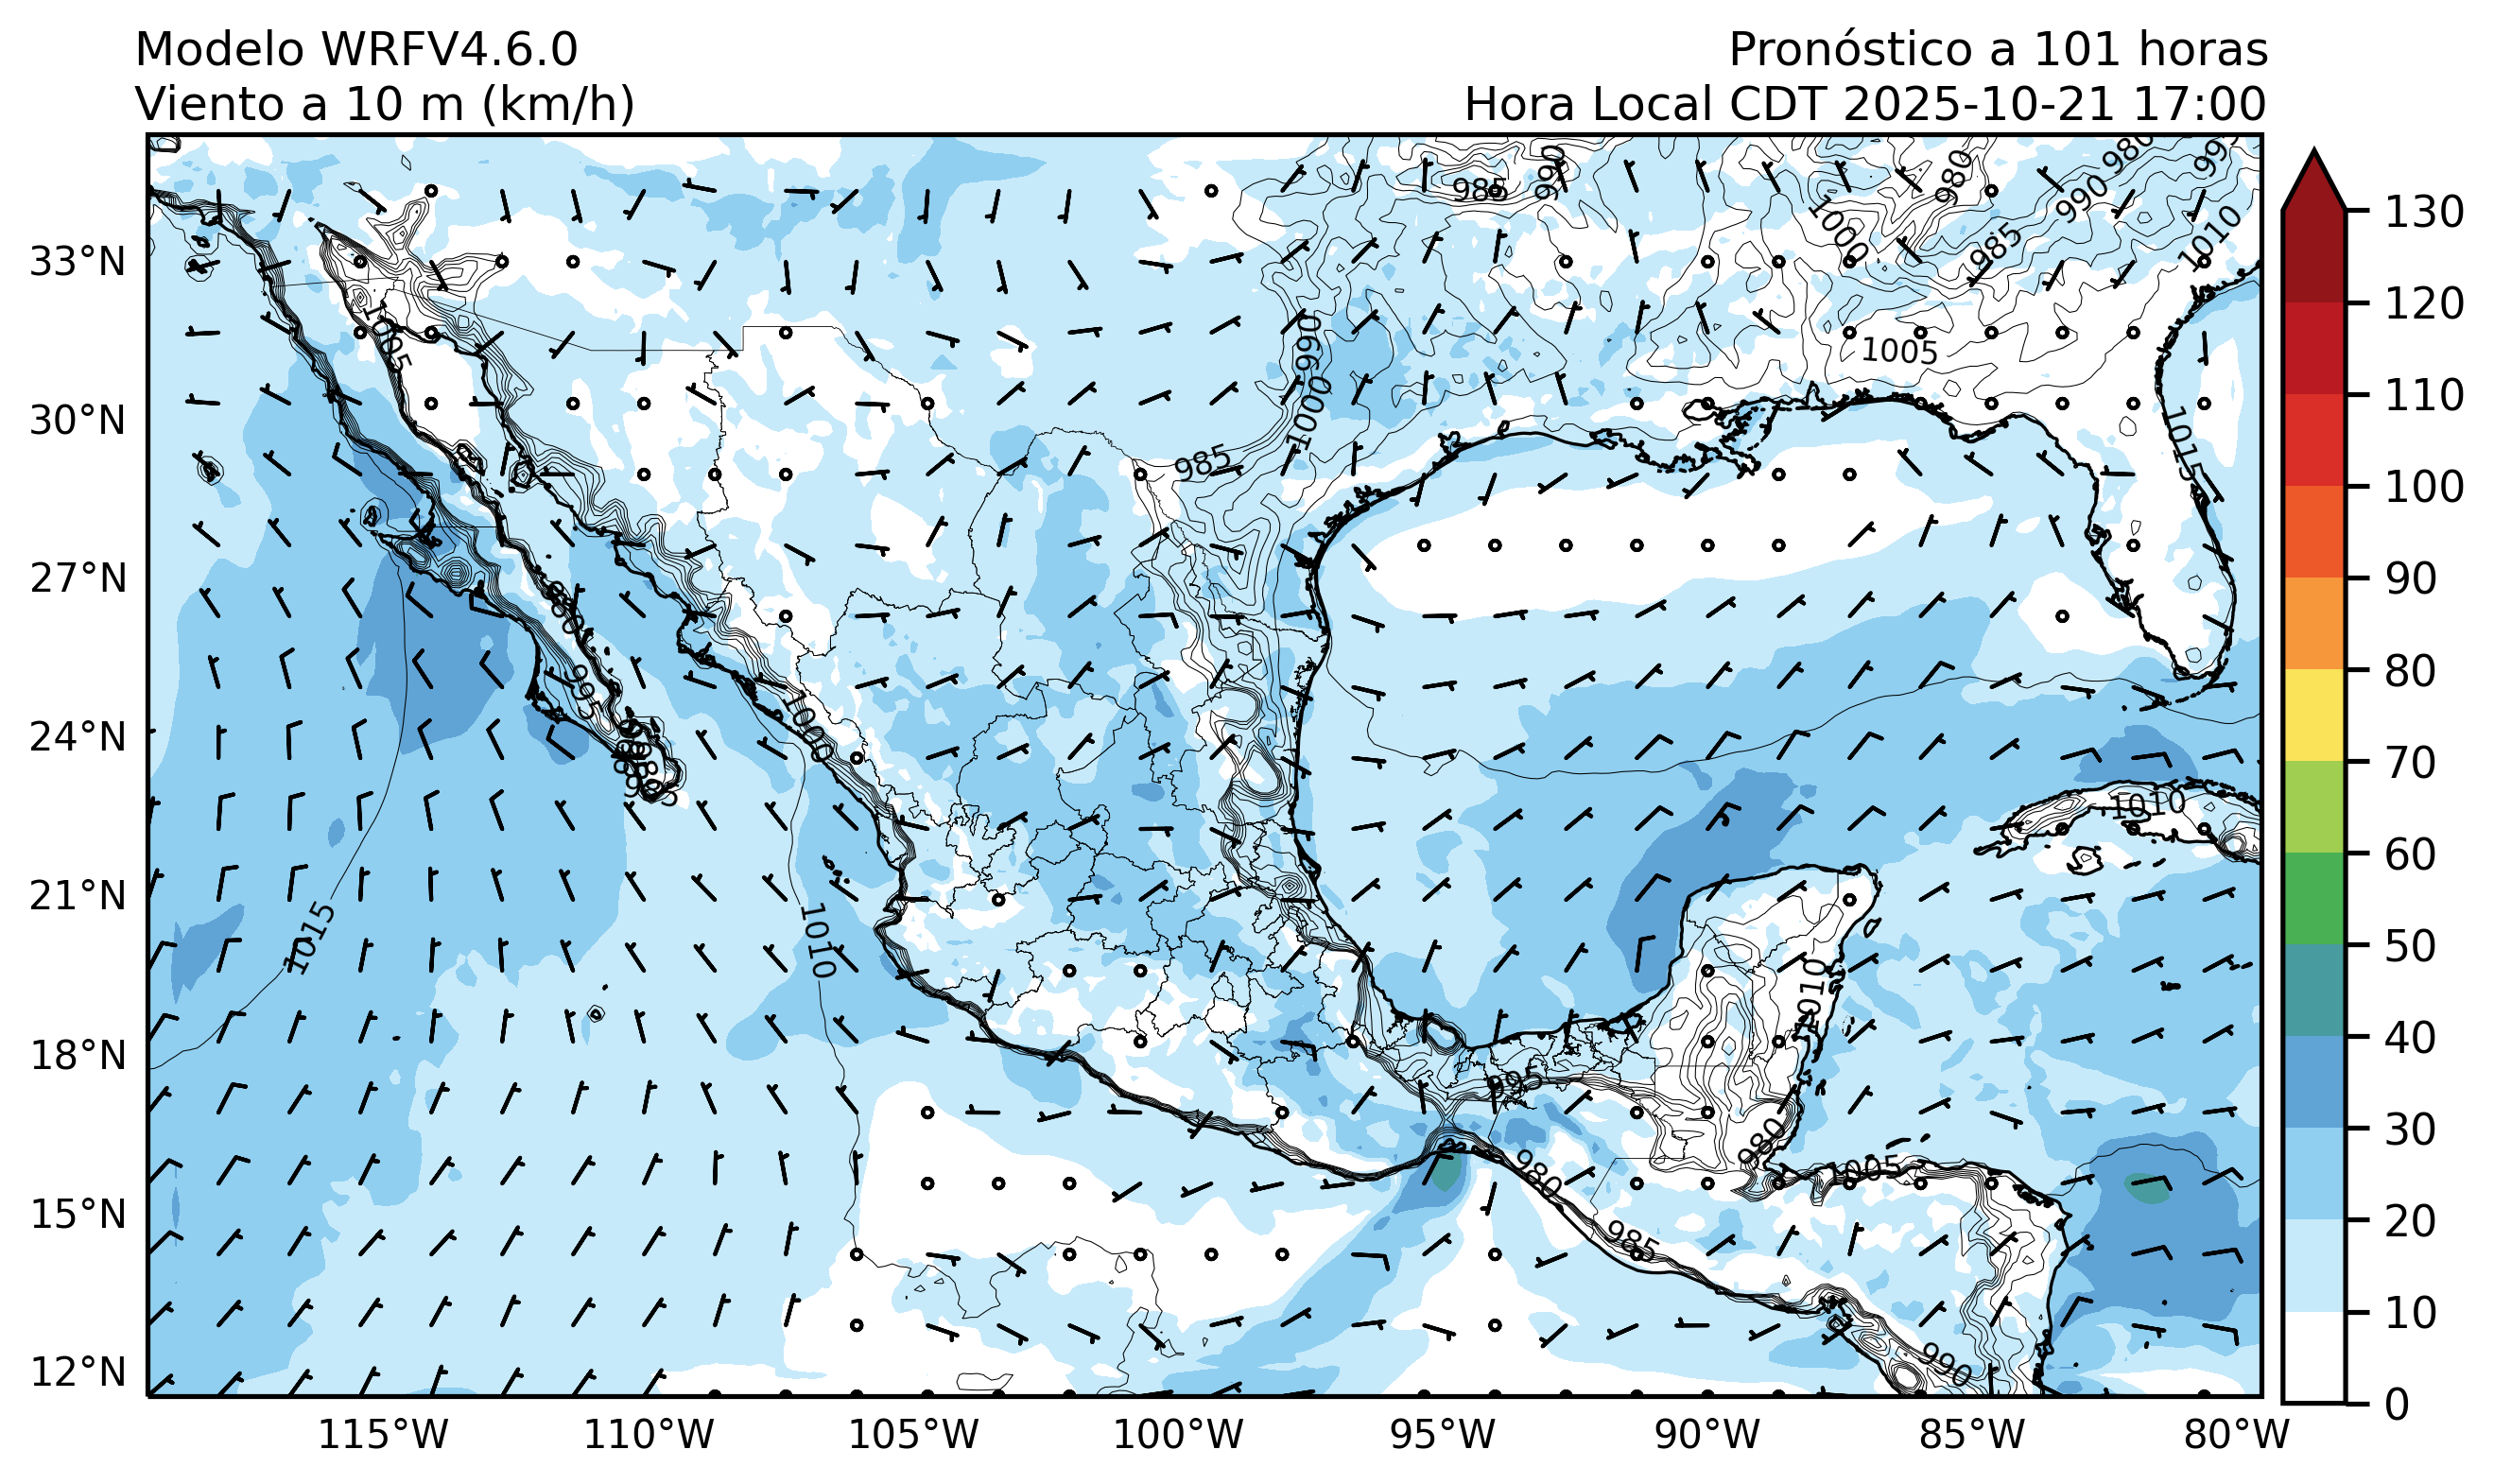 Modelo WRFV4.6.0
Pronóstico a 101 horas
Viento a 10 m (km/h)
Hora Local CDT 2025-10-21 17:00
33°N
30°N
27°N
24°N
21°N
18°N
15°N
12°N
115°W
110°W
105°W
100°W
95°W
90°W
85°W
80°W
130
120
110
100
90
80
70
60
50
40
30
20
10
0
985
990
980
980
990
995
1000
985
1010
1005
990
1005
1000
985
1015
995
1000
1010
1015
1010
1010
995
980
1005
980
985
990